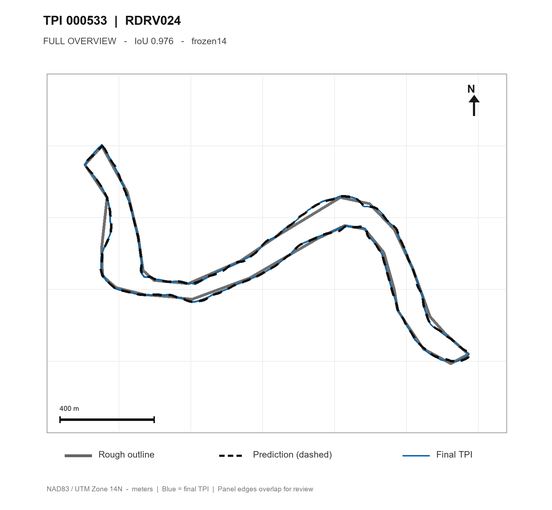 TPI 000533 | RDRV024
FULL OVERVIEW - IoU 0.976 - frozen14
N
400 m
Rough outline
Prediction (dashed)
Final TPI
NAD83 / UTM Zone 14N - meters | Blue = final TPI | Panel edges overlap for review